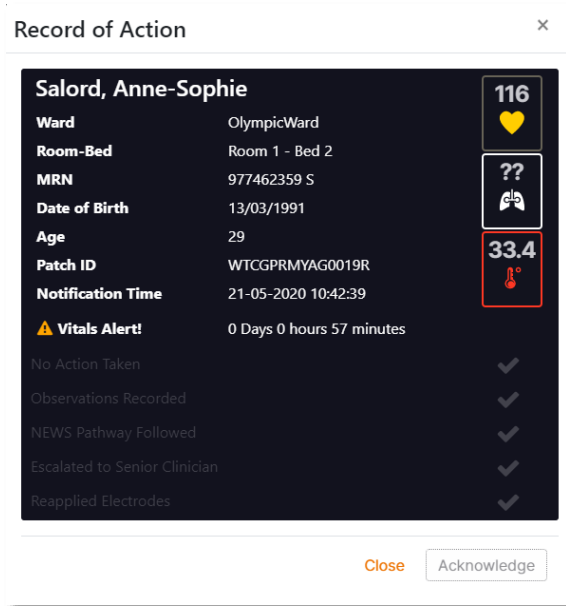 Record of Action ×
Salord, Anne-Sophie
116
Ward OlympicWard
Room-Bed Room 1 - Bed 2
??
MRN 977462359 S
Date of Birth 13/03/1991
Age 29
33.4
Patch ID WTCGPRMYAG0019R
Notification Time 21-05-2020 10:42:39
Vitals Alert! 0 Days 0 hours 57 minutes
No Action Taken
Observations Recorded
NEWS Pathway Followed
Escalated to Senior Clinician
Reapplied Electrodes
Close Acknowledge